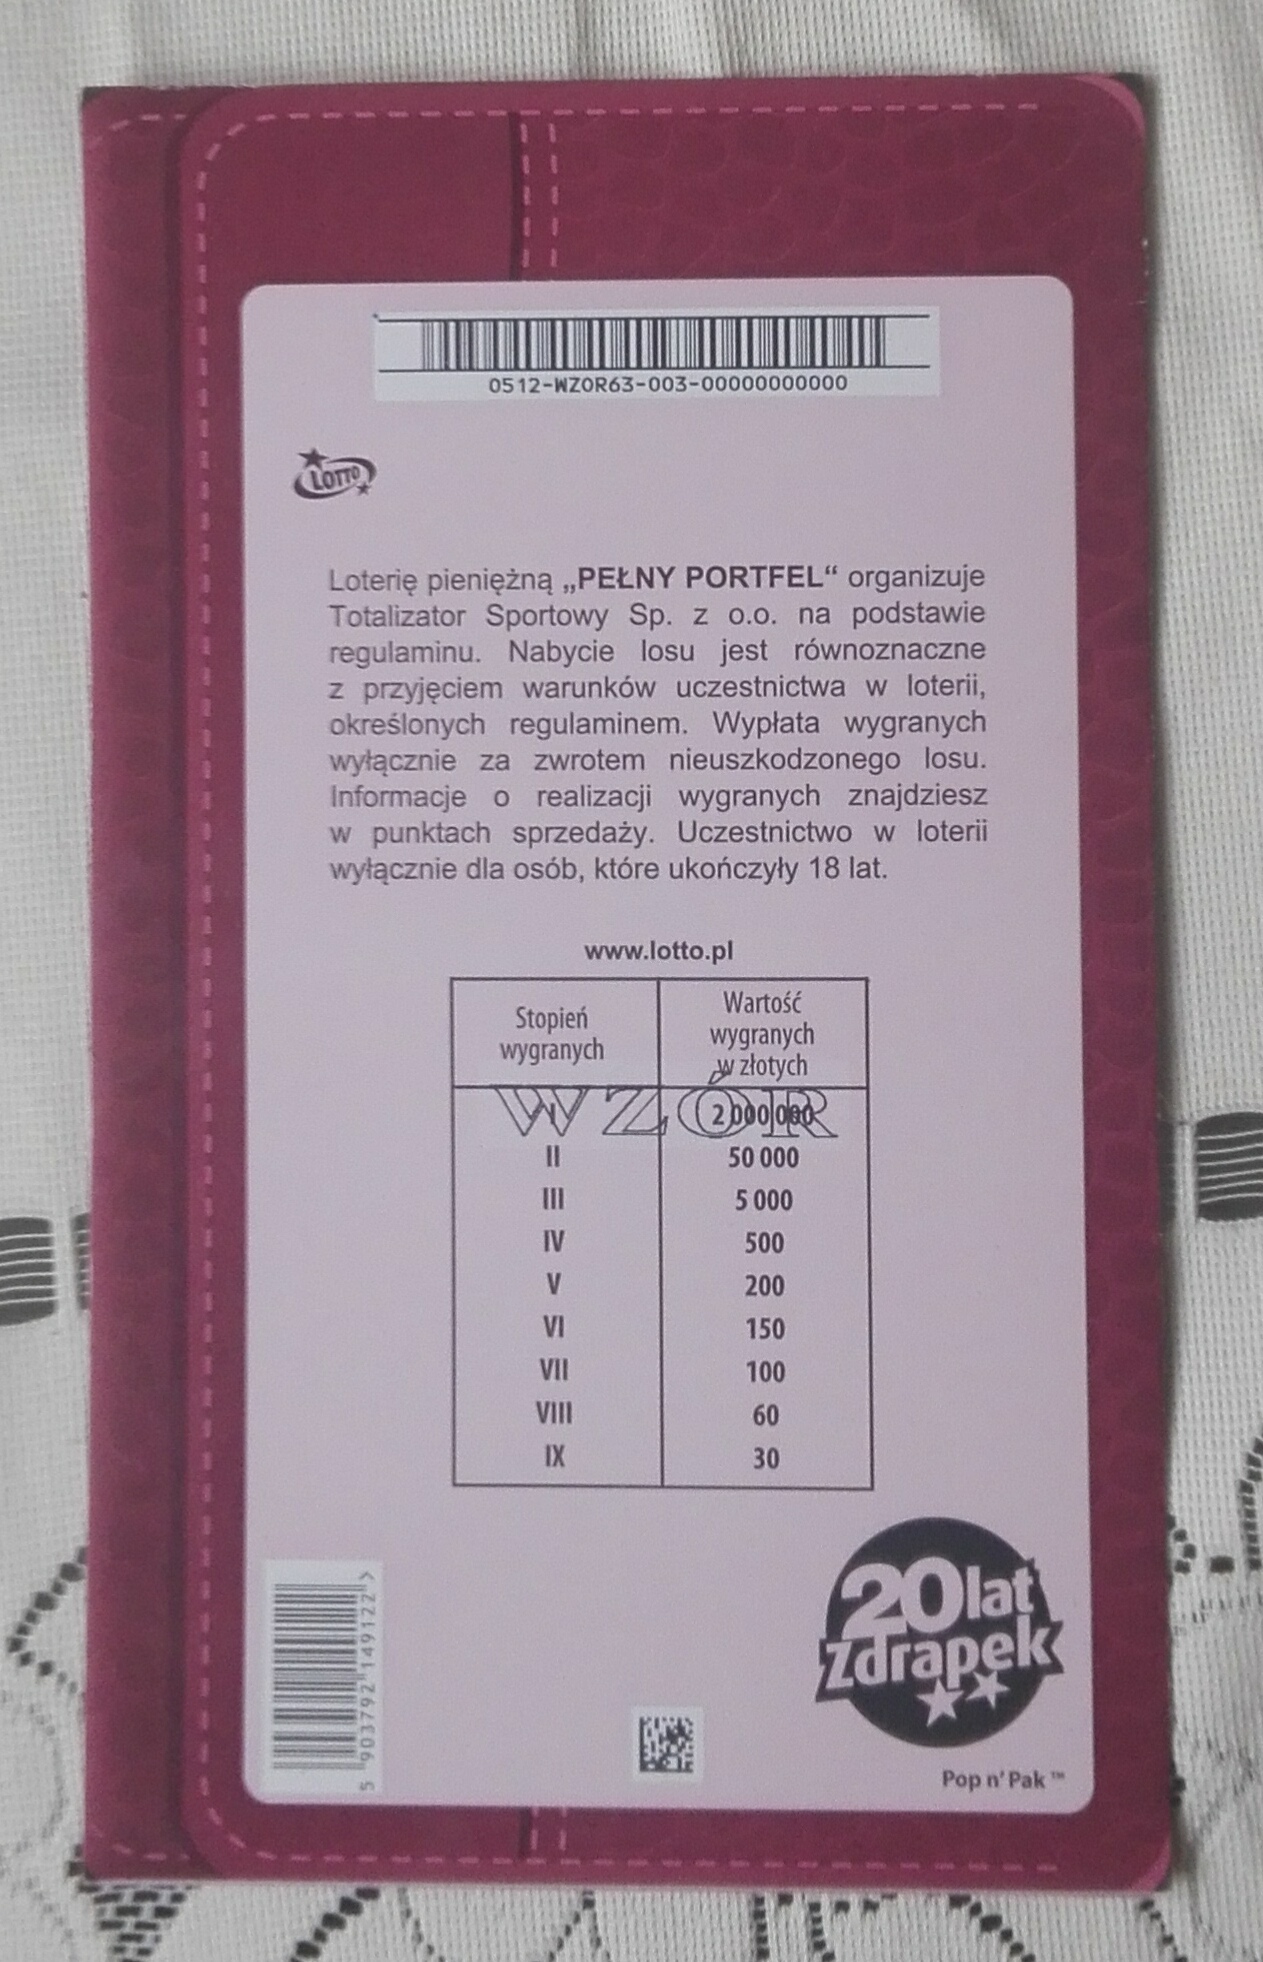 0512-WZOR63-003-00000000000
LOTTO
Loterię pieniężną „PEŁNY PORTFEL“ organizuje
Totalizator Sportowy Sp. z o.o. na podstawie
regulaminu. Nabycie losu jest równoznaczne
z przyjęciem warunków uczestnictwa w loterii,
określonych regulaminem. Wypłata wygranych
wyłącznie za zwrotem nieuszkodzonego losu.
Informacje o realizacji wygranych znajdziesz
w punktach sprzedaży. Uczestnictwo w loterii
wyłącznie dla osób, które ukończyły 18 lat.
www.lotto.pl
Stopień
wygranych
Wartość
wygranych
w złotych
WZÓR
I 2 000 000
II 50 000
III 5 000
IV 500
V 200
VI 150
VII 100
VIII 60
IX 30
20 lat
zdrapek
5 903792 149122 >
Pop n' Pak ™